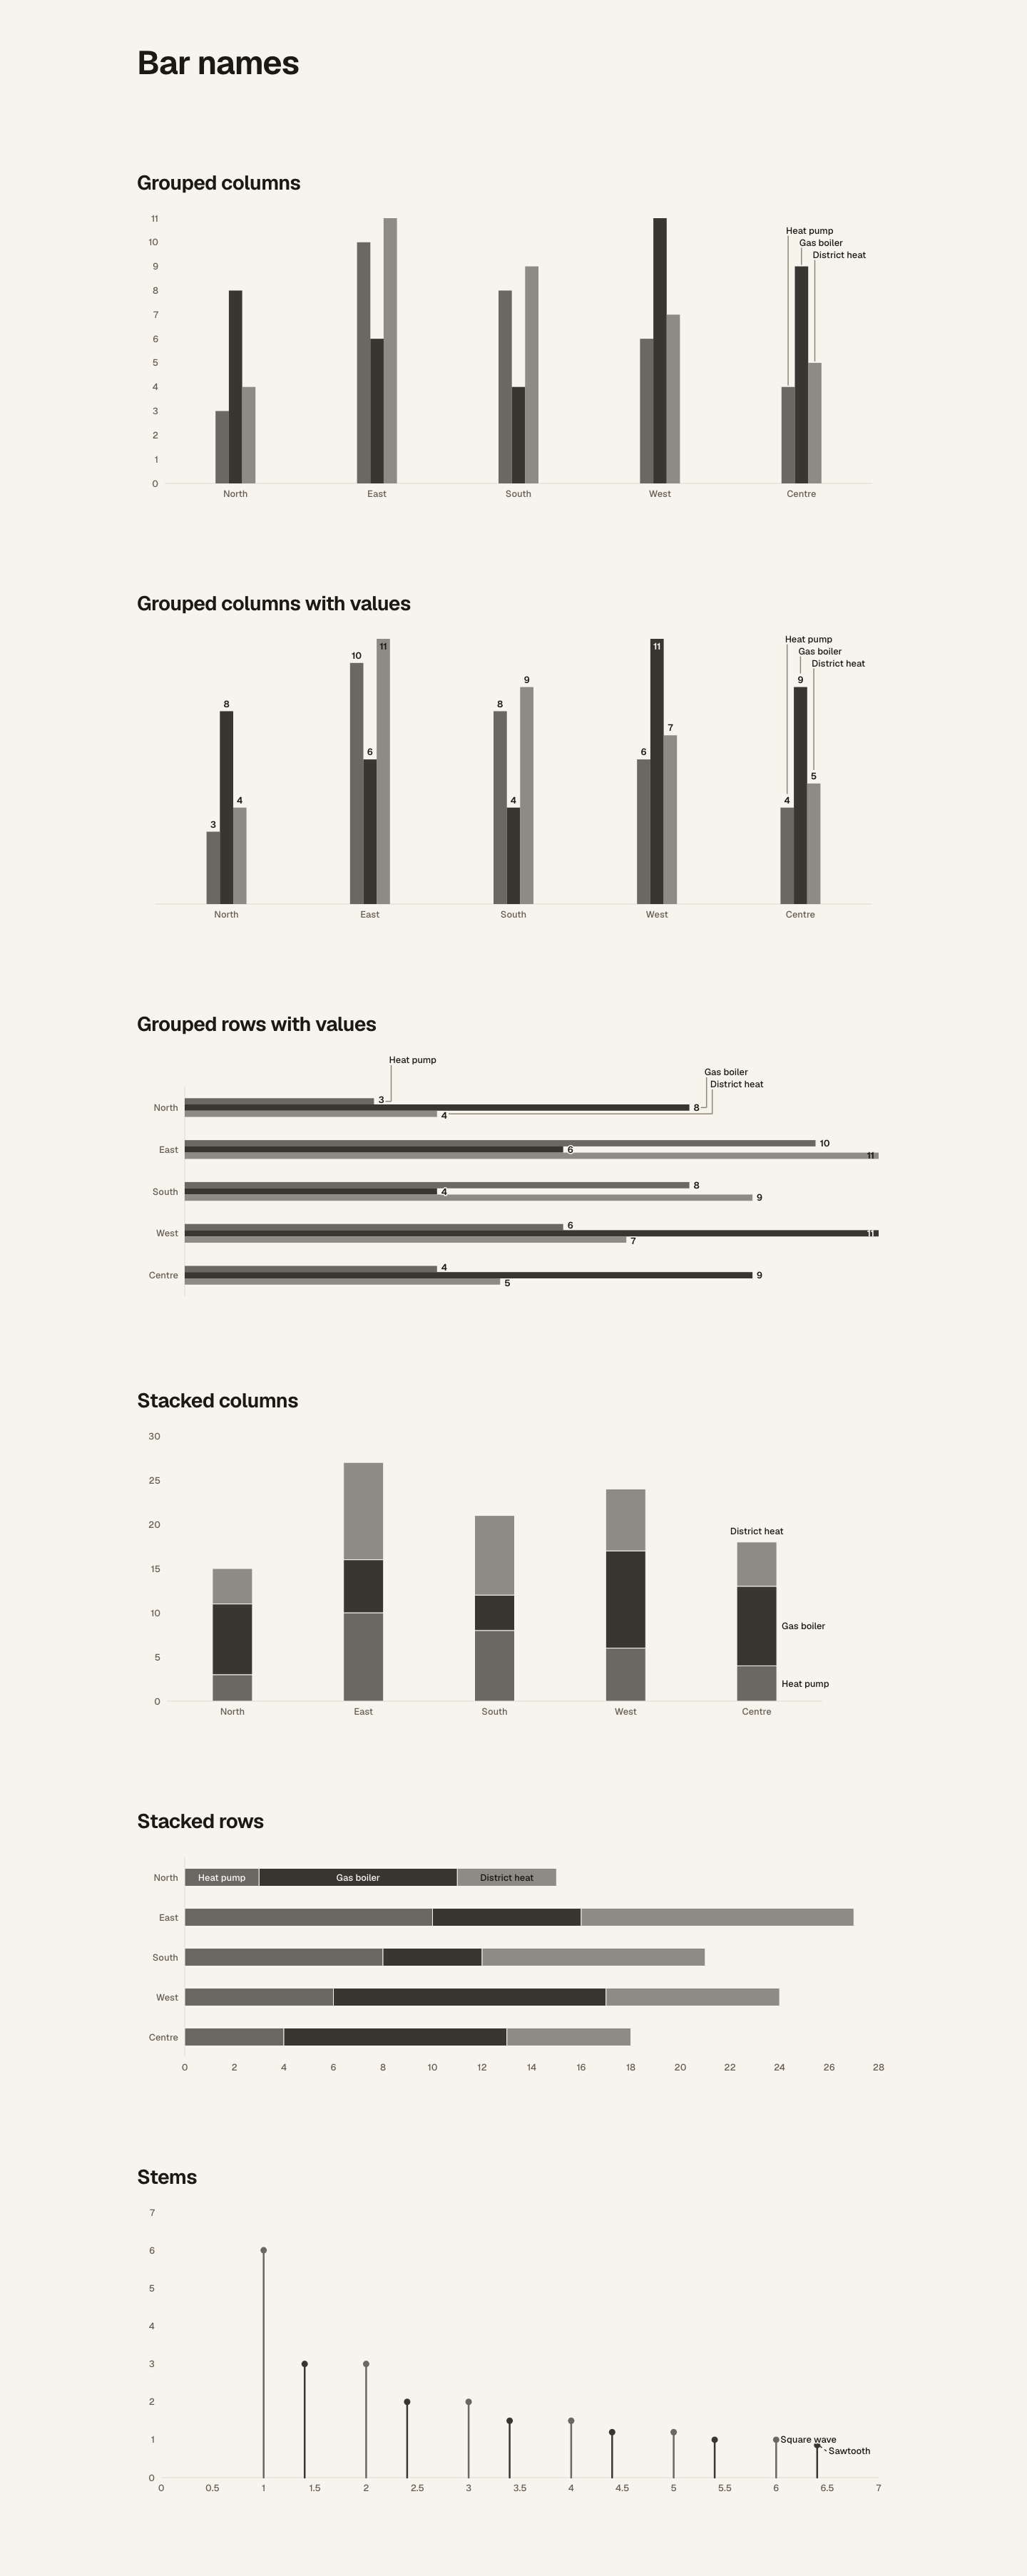 Bar names
Grouped columns
11
Heat pump
10
Gas boiler
District heat
9
8
7
6
5
4
3
2
1
0
North East South West Centre
Grouped columns with values
Heat pump
Gas boiler
District heat
3 8 4
10 6 11
8 4 9
6 11 7
4 9 5
North East South West Centre
Grouped rows with values
Heat pump
Gas boiler
District heat
North 3 8 4
East 10 6 11
South 8 4 9
West 6 11 7
Centre 4 9 5
Stacked columns
30
25
20
District heat
15
10
Gas boiler
5
Heat pump
0
North East South West Centre
Stacked rows
North Heat pump Gas boiler District heat
East
South
West
Centre
0 2 4 6 8 10 12 14 16 18 20 22 24 26 28
Stems
7
6
5
4
3
2
1 Square wave
Sawtooth
0
0 0.5 1 1.5 2 2.5 3 3.5 4 4.5 5 5.5 6 6.5 7